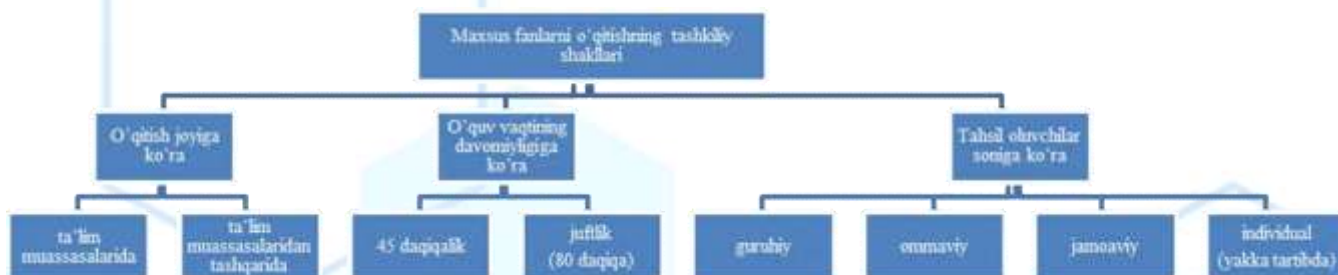 Maxsus fanlarni o‘qitishning tashkiliy
shakllari
O‘qitish joyiga
ko‘ra
O‘quv vaqtining
davomiyligiga
ko‘ra
Tahsil oluvchilar
soniga ko‘ra
ta’lim
muassasalarida
ta’lim
muassasalaridan
tashqarida
45 daqiqalik
juftlik
(80 daqiqa)
guruhiy
ommaviy
jamoaviy
individual
(yakka tartibda)